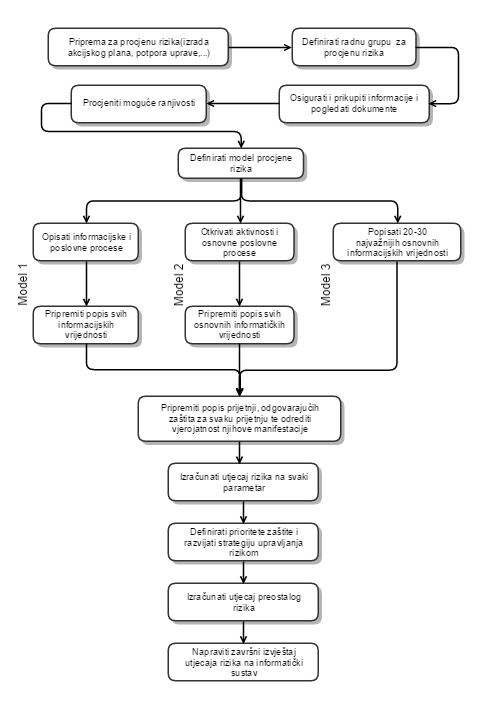 Priprema za procjenu rizika(izrada
akcijskog plana, potpora uprave,...)
Definirati radnu grupu za
procjenu rizika
Osigurati i prikupiti informacije i
pogledati dokumente
Procjeniti moguće ranjivosti
Definirati model procjene
rizika
Model 1
Opisati informacijske i
poslovne procese
Model 2
Otkrivati aktivnosti i
osnovne poslovne
procese
Model 3
Popisati 20-30
najvažnijih osnovnih
informacijskih vrijednosti
Pripremiti popis svih
informacijskih
vrijednosti
Pripremiti popis svih
osnovnih informatičkih
vrijednosti
Pripremiti popis prijetnji, odgovarajućih
zaštita za svaku prijetnju te odrediti
vjerojatnost njihove manifestacije
Izračunati utjecaj rizika na svaki
parametar
Definirati prioritete zaštite i
razvijati strategiju upravljanja
rizikom
Izračunati utjecaj preostalog
rizika
Napraviti završni izvještaj
utjecaja rizika na informatički
sustav